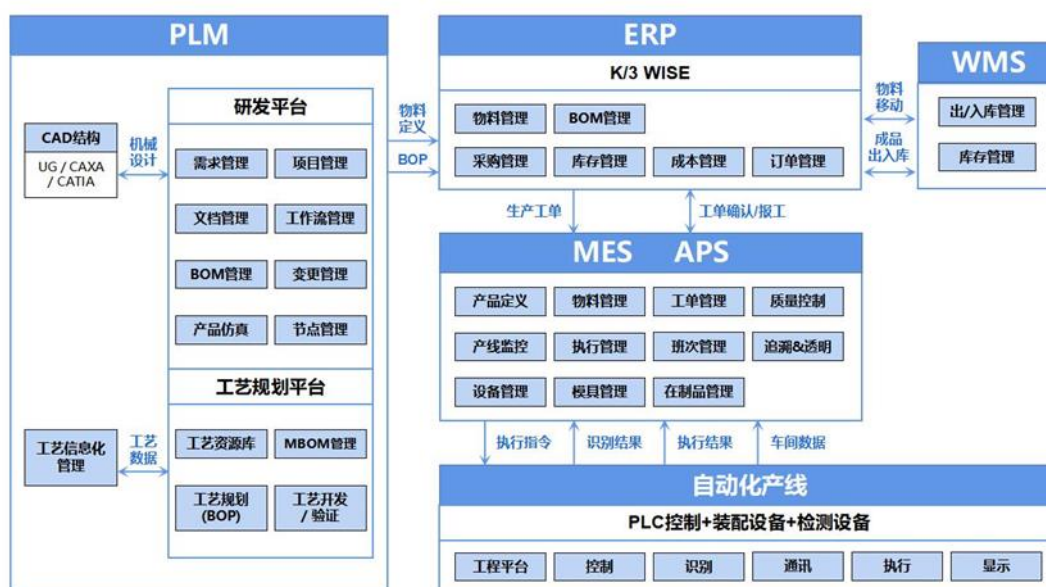 PLM
CAD结构
UG / CAXA
/ CATIA
机械
设计
研发平台
需求管理
项目管理
文档管理
工作流管理
BOM管理
变更管理
产品仿真
节点管理
工艺规划平台
工艺信息化
管理
工艺
数据
工艺资源库
MBOM管理
工艺规划
(BOP)
工艺开发
/ 验证
物料
定义
BOP
ERP
K/3 WISE
物料管理
BOM管理
采购管理
库存管理
成本管理
订单管理
物料
移动
成品
出入库
WMS
出/入库管理
库存管理
生产工单
工单确认/报工
MES APS
产品定义
物料管理
工单管理
质量控制
产线监控
执行管理
班次管理
追溯&透明
设备管理
模具管理
在制品管理
执行指令
识别结果
执行结果
车间数据
自动化产线
PLC控制+装配设备+检测设备
工程平台
控制
识别
通讯
执行
显示